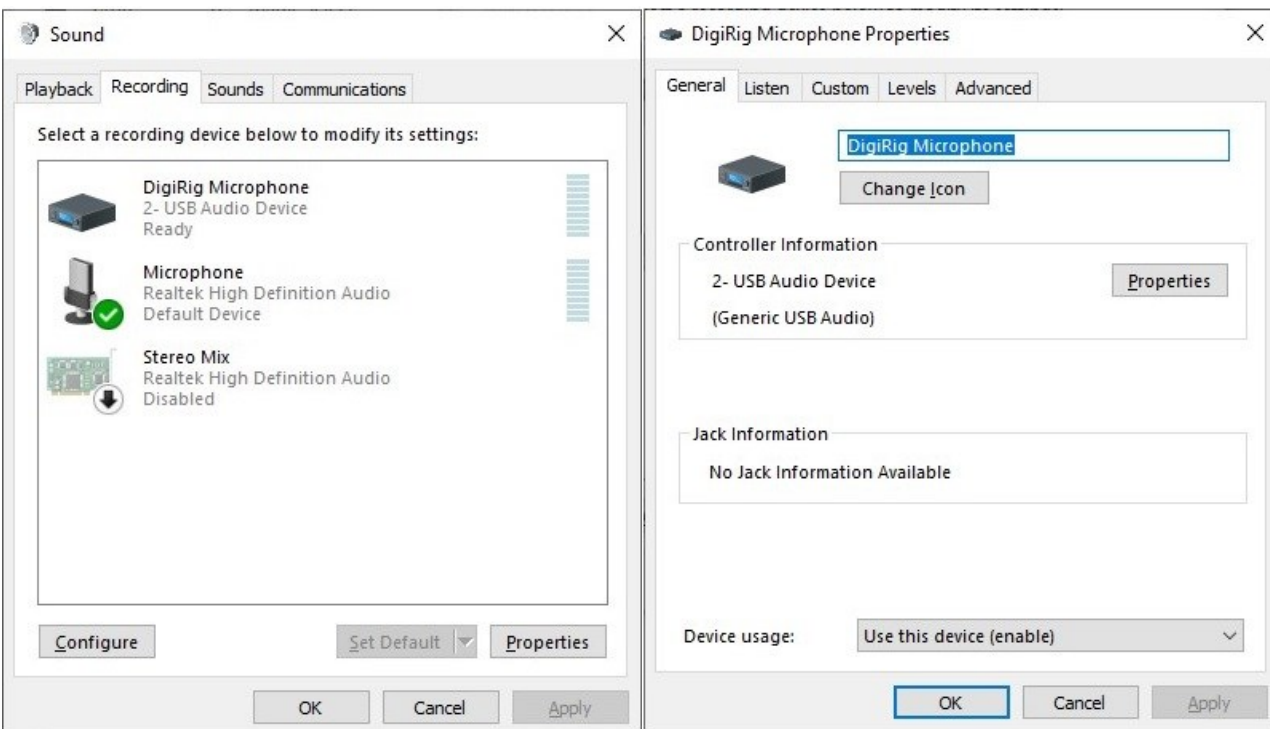 Sound
Playback
Recording
Sounds
Communications
Select a recording device below to modify its settings:
DigiRig Microphone
2- USB Audio Device
Ready
Microphone
Realtek High Definition Audio
Default Device
Stereo Mix
Realtek High Definition Audio
Disabled
Configure
Set Default
Properties
OK
Cancel
Apply
DigiRig Microphone Properties
General
Listen
Custom
Levels
Advanced
DigiRig Microphone
Change Icon
Controller Information
2- USB Audio Device
Properties
(Generic USB Audio)
Jack Information
No Jack Information Available
Device usage:
Use this device (enable)
OK
Cancel
Apply